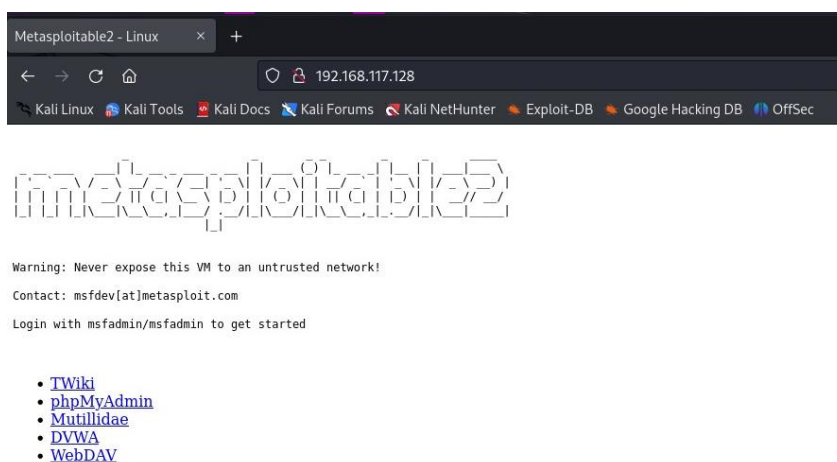 Metasploitable2 - Linux
192.168.117.128
Kali Linux Kali Tools Kali Docs Kali Forums Kali NetHunter Exploit-DB Google Hacking DB OffSec
metasploitable2
Warning: Never expose this VM to an untrusted network!
Contact: msfdev[at]metasploit.com
Login with msfadmin/msfadmin to get started
TWiki
phpMyAdmin
Mutillidae
DVWA
WebDAV